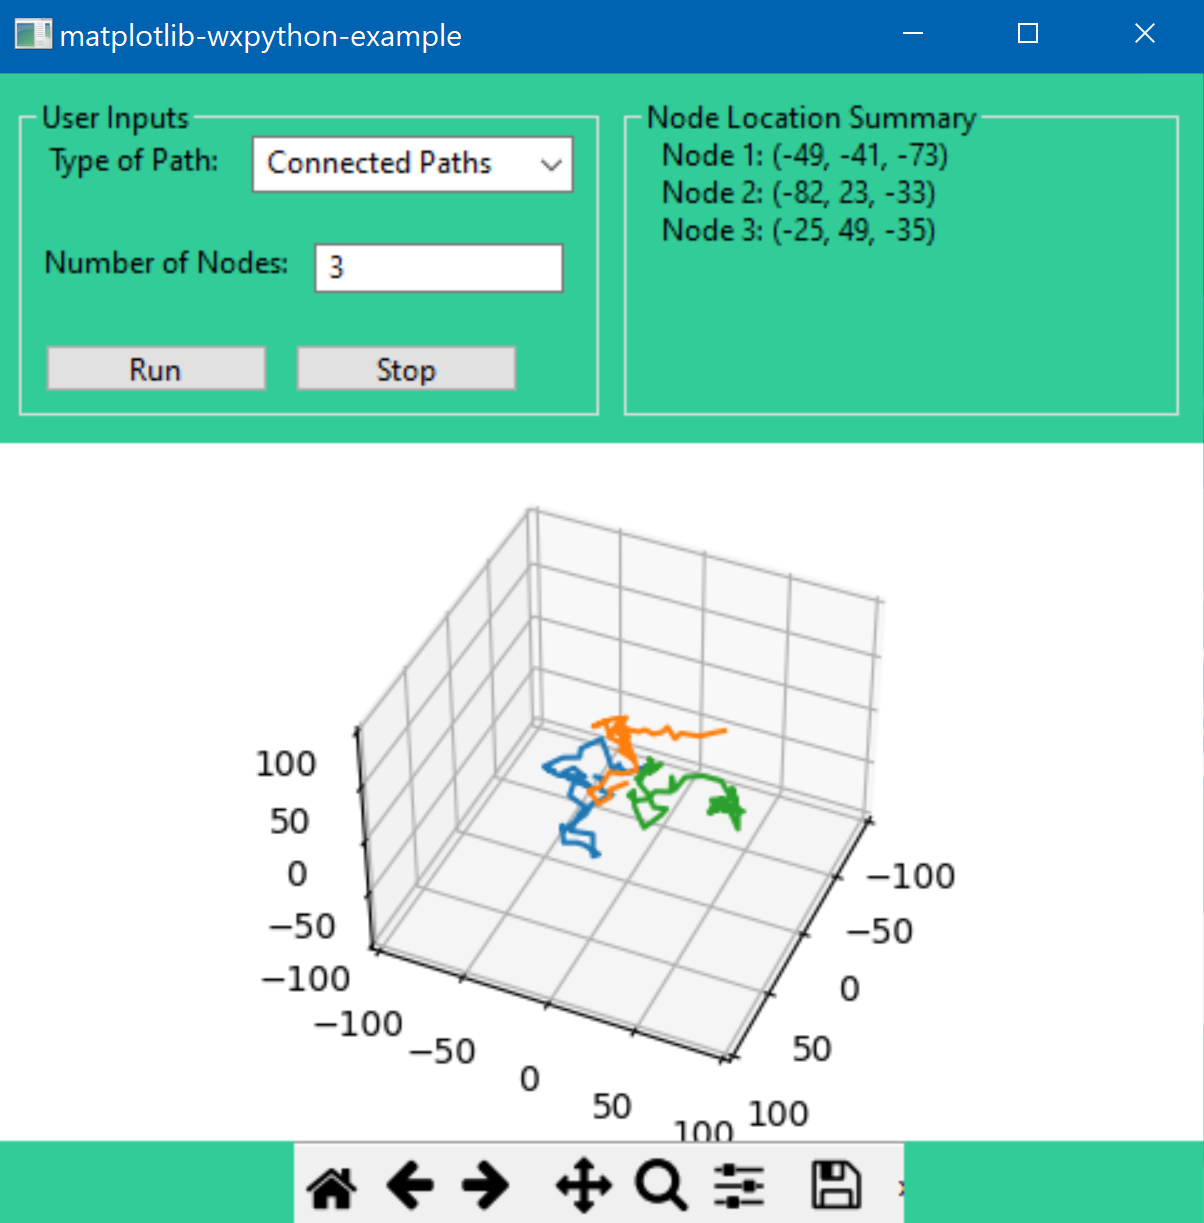 matplotlib-wxpython-example
User Inputs
Type of Path: Connected Paths
Number of Nodes: 3
Run Stop
Node Location Summary
Node 1: (-49, -41, -73)
Node 2: (-82, 23, -33)
Node 3: (-25, 49, -35)
100
50
0
−50
−100
−100
−50
0
50
100
−100
−50
0
50
100